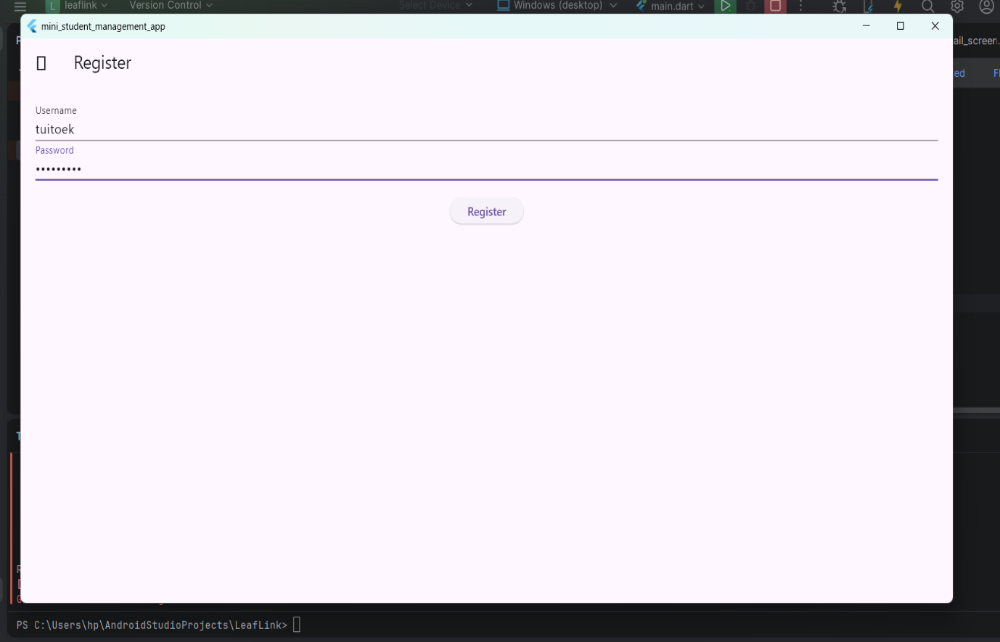 L leaflink Version Control Select Device Windows (desktop) main.dart
mini_student_management_app
ail_screen.
Register
ed Fl
Username
tuitoek
Password
•••••••••
Register
PS C:\Users\hp\AndroidStudioProjects\LeafLink>